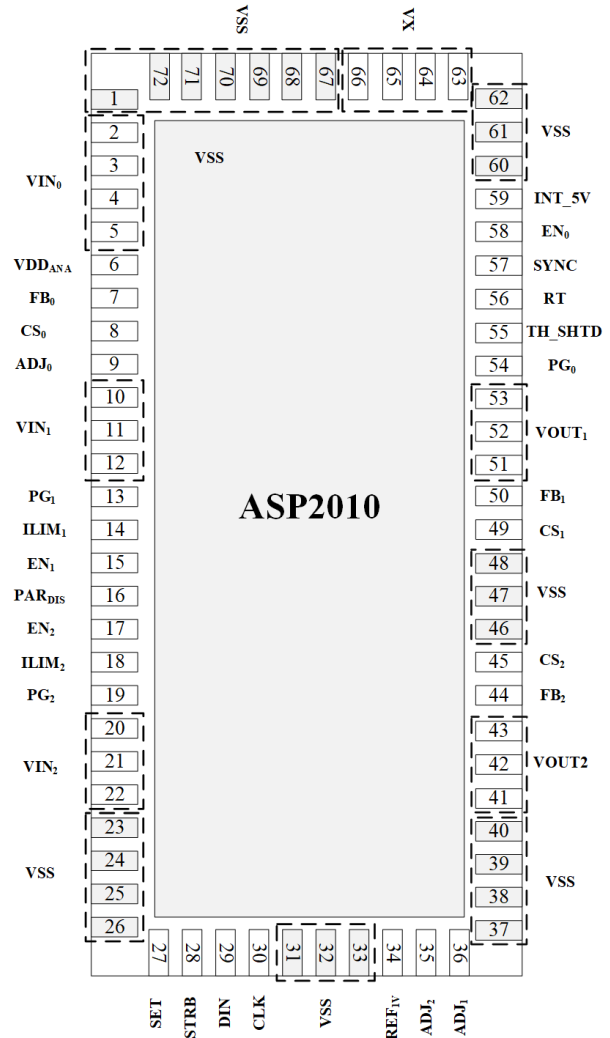 VSS
VX
72 71 70 69 68 67 66 65 64 63
1
2
3
4
5
VIN0
6 VDDANA
7 FB0
8 CS0
9 ADJ0
10
11
12
VIN1
13 PG1
14 ILIM1
15 EN1
16 PARDIS
17 EN2
18 ILIM2
19 PG2
20
21
22
VIN2
23
24
25
26
VSS
VSS
ASP2010
62
61
60
VSS
59 INT_5V
58 EN0
57 SYNC
56 RT
55 TH_SHTD
54 PG0
53
52
51
VOUT1
50 FB1
49 CS1
48
47
46
VSS
45 CS2
44 FB2
43
42
41
VOUT2
40
39
38
37
VSS
27 28 29 30 31 32 33 34 35 36
SET STRB DIN CLK VSS REF1V ADJ2 ADJ1